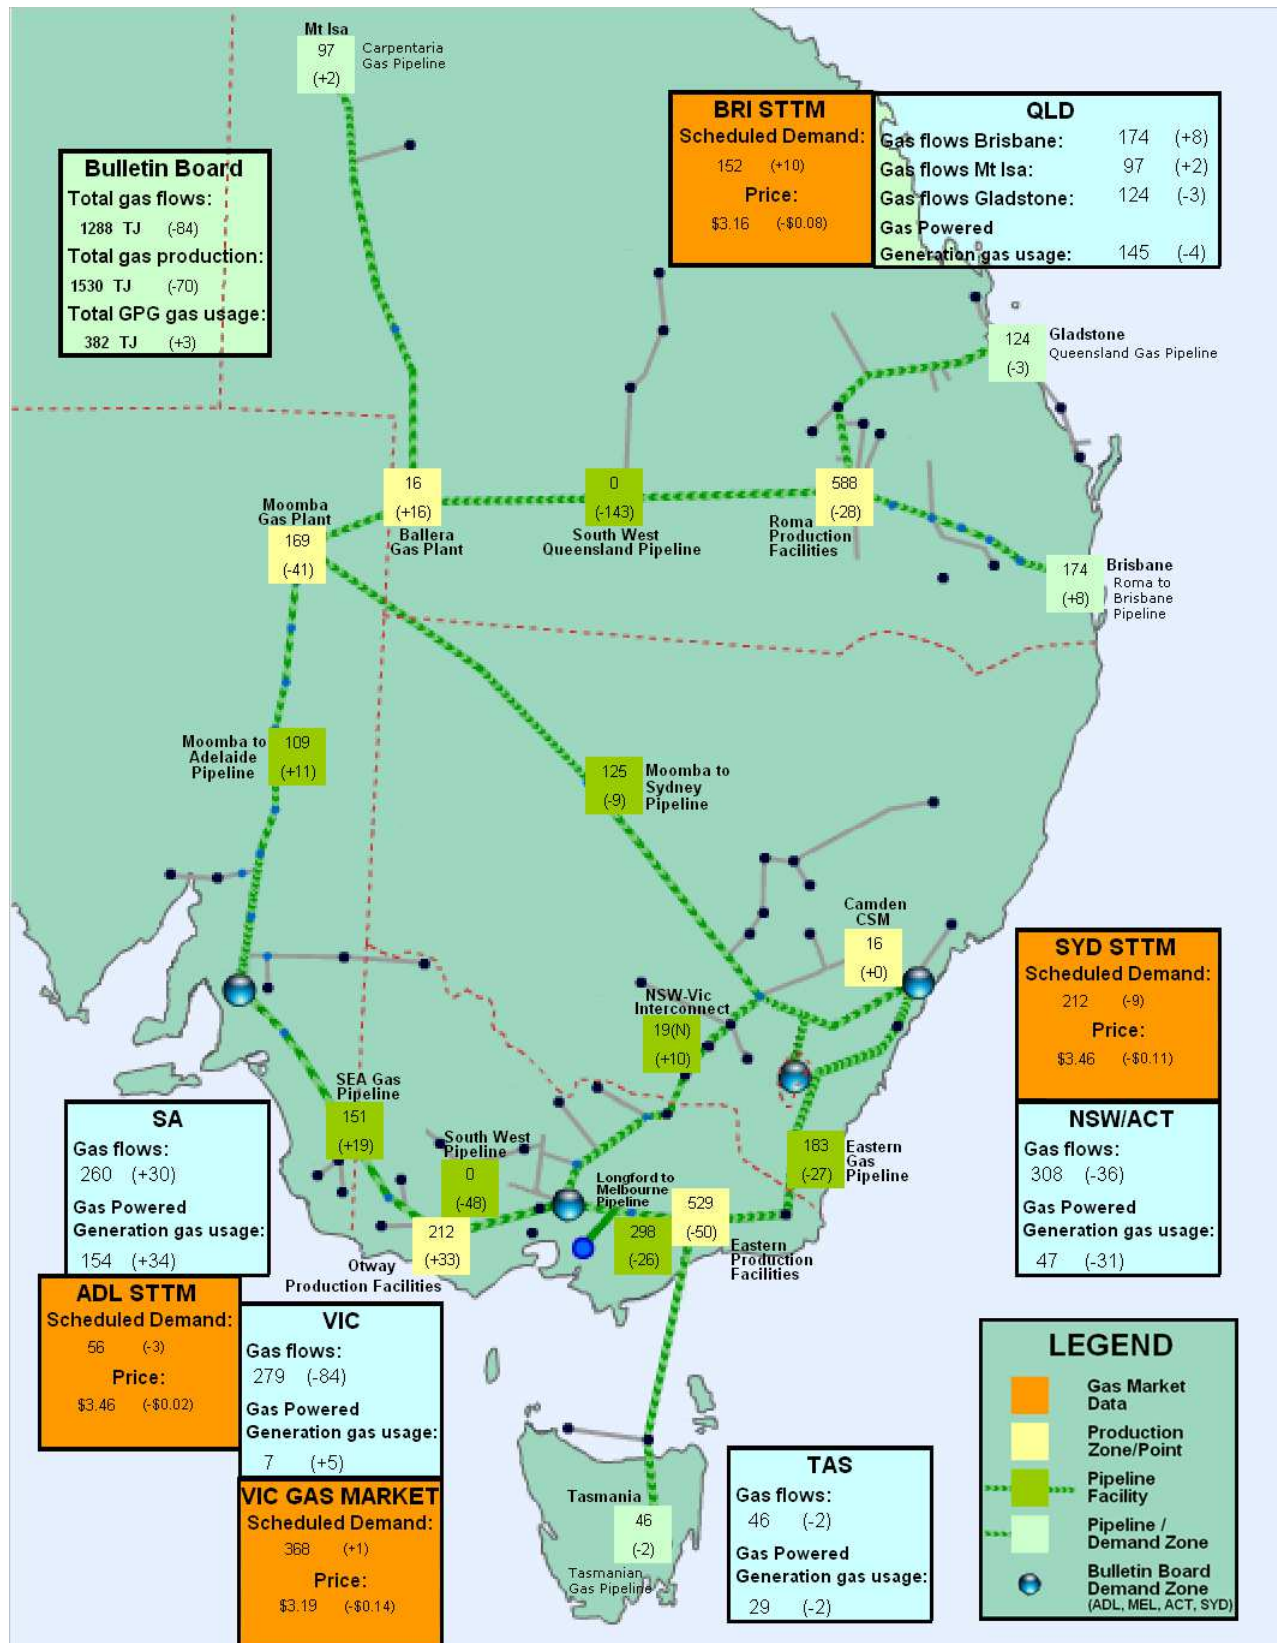 Mt Isa
97
(+2)
Carpentaria
Gas Pipeline
BRI STTM
Scheduled Demand:
152 (+10)
Price:
$3.16 (-$0.08)
QLD
Gas flows Brisbane: 174 (+8)
Gas flows Mt Isa: 97 (+2)
Gas flows Gladstone: 124 (-3)
Gas Powered
Generation gas usage: 145 (-4)
Bulletin Board
Total gas flows:
1288 TJ (-84)
Total gas production:
1530 TJ (-70)
Total GPG gas usage:
382 TJ (+3)
124
(-3)
Gladstone
Queensland Gas Pipeline
16
(+16)
Ballera
Gas Plant
0
(-143)
South West
Queensland Pipeline
588
(-28)
Roma
Production
Facilities
Moomba
Gas Plant
169
(-41)
174
(+8)
Brisbane
Roma to
Brisbane
Pipeline
Moomba to
Adelaide
Pipeline
109
(+11)
125
(-9)
Moomba to
Sydney
Pipeline
Camden
CSM
16
(+0)
SYD STTM
Scheduled Demand:
212 (-9)
Price:
$3.46 (-$0.11)
NSW-Vic
Interconnect
19(N)
(+10)
SEA Gas
Pipeline
151
(+19)
SA
Gas flows:
260 (+30)
Gas Powered
Generation gas usage:
154 (+34)
South West
Pipeline
0
(-48)
Longford to
Melbourne
Pipeline
298
(-26)
529
(-50)
Eastern
Production
Facilities
183
(-27)
Eastern
Gas
Pipeline
NSW/ACT
Gas flows:
308 (-36)
Gas Powered
Generation gas usage:
47 (-31)
212
(+33)
Otway
Production Facilities
ADL STTM
Scheduled Demand:
56 (-3)
Price:
$3.46 (-$0.02)
VIC
Gas flows:
279 (-84)
Gas Powered
Generation gas usage:
7 (+5)
VIC GAS MARKET
Scheduled Demand:
368 (+1)
Price:
$3.19 (-$0.14)
Tasmania
46
(-2)
Tasmanian
Gas Pipeline
TAS
Gas flows:
46 (-2)
Gas Powered
Generation gas usage:
29 (-2)
LEGEND
Gas Market
Data
Production
Zone/Point
Pipeline
Facility
Pipeline /
Demand Zone
Bulletin Board
Demand Zone
(ADL, MEL, ACT, SYD)